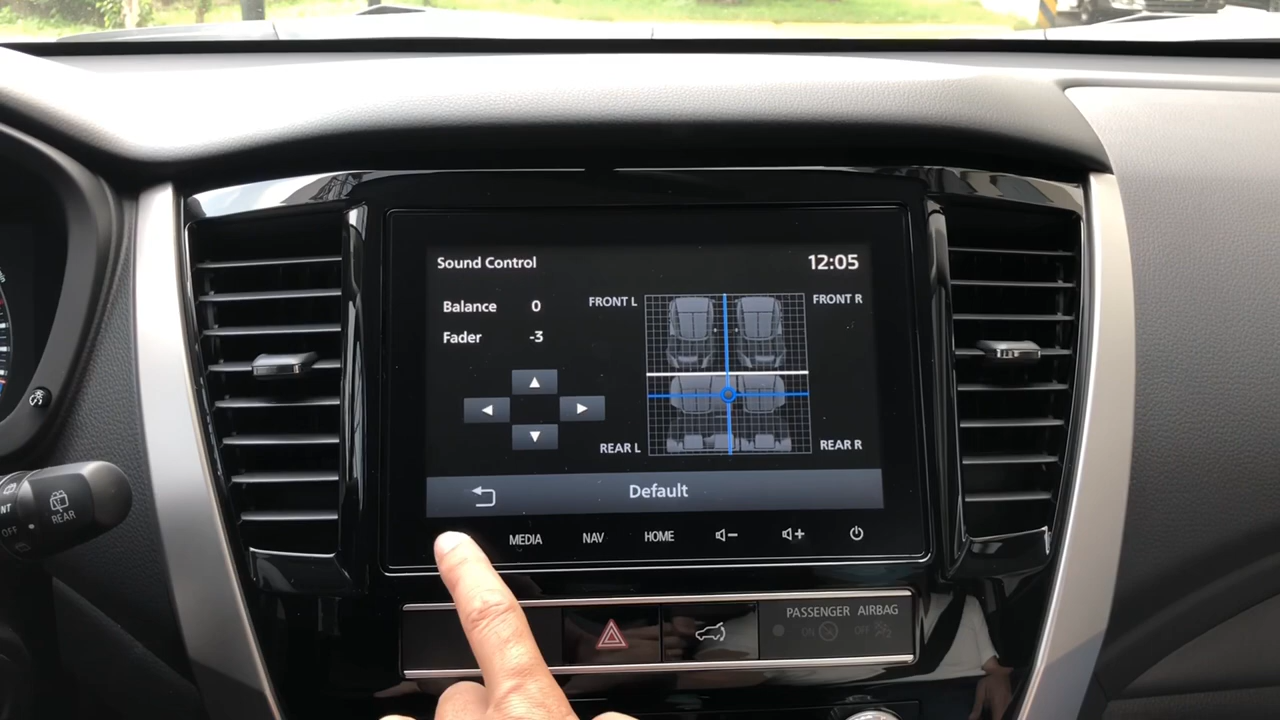 Sound Control 12:05
Balance 0
FRONT L FRONT R
Fader -3
REAR L REAR R
Default
MEDIA NAV HOME
REAR
OFF
PASSENGER AIRBAG
ON OFF